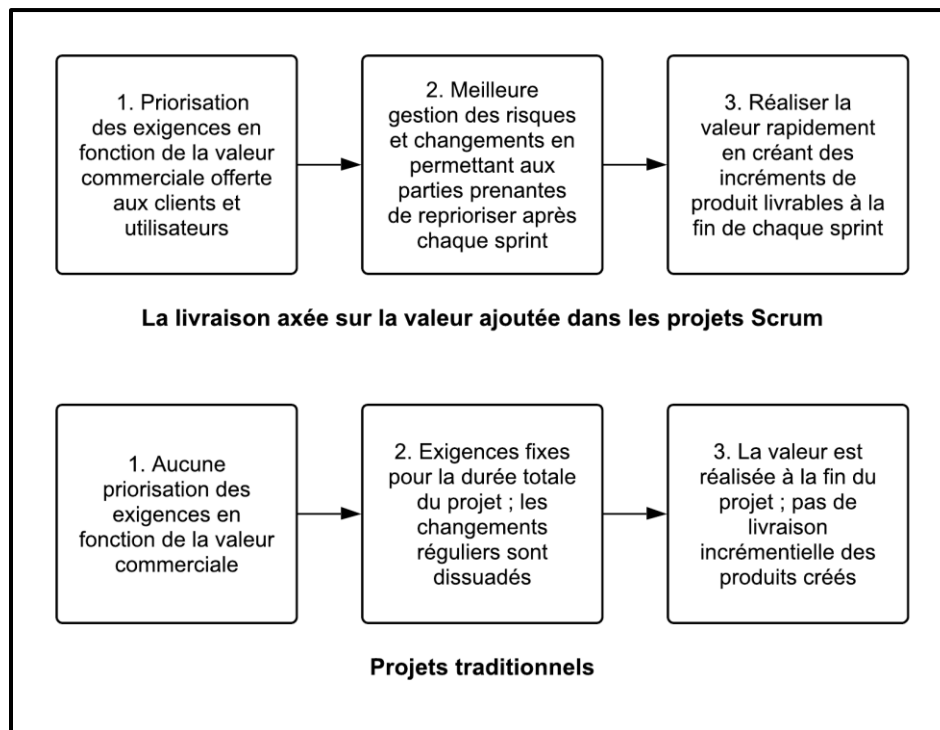 1. Priorisation
des exigences en
fonction de la valeur
commerciale offerte
aux clients et
utilisateurs
2. Meilleure
gestion des risques
et changements en
permettant aux
parties prenantes
de reprioriser après
chaque sprint
3. Réaliser la
valeur rapidement
en créant des
incréments de
produit livrables à la
fin de chaque sprint
La livraison axée sur la valeur ajoutée dans les projets Scrum
1. Aucune
priorisation des
exigences en
fonction de la valeur
commerciale
2. Exigences fixes
pour la durée totale
du projet ; les
changements
réguliers sont
dissuadés
3. La valeur est
réalisée à la fin du
projet ; pas de
livraison
incrémentielle des
produits créés
Projets traditionnels